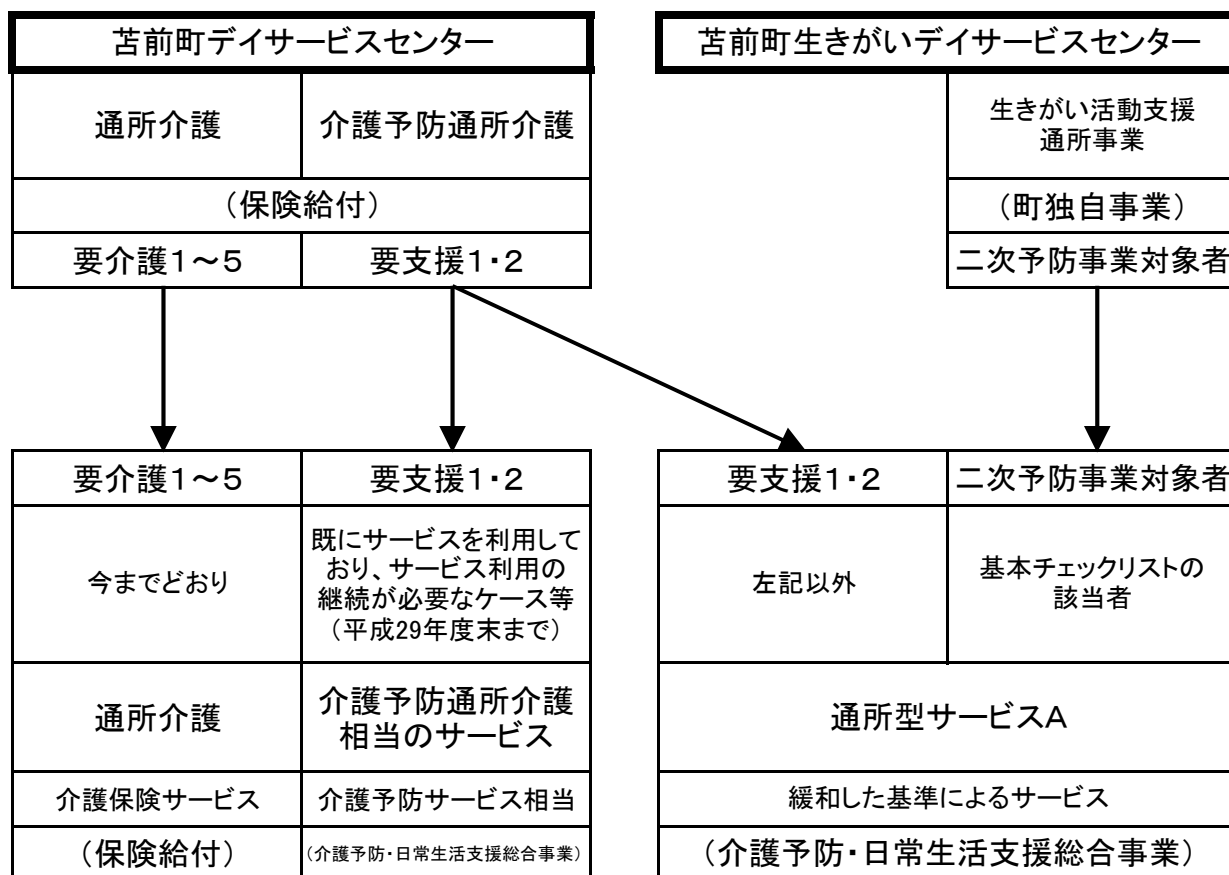 苫前町デイサービスセンター
苫前町生きがいデイサービスセンター
通所介護
介護予防通所介護
生きがい活動支援
通所事業
（保険給付）
（町独自事業）
要介護１～５
要支援１・２
二次予防事業対象者
要介護１～５
要支援１・２
要支援１・２
二次予防事業対象者
今までどおり
既にサービスを利用して
おり、サービス利用の
継続が必要なケース等
（平成29年度末まで）
左記以外
基本チェックリストの
該当者
通所介護
介護予防通所介護
相当のサービス
通所型サービスＡ
介護保険サービス
介護予防サービス相当
緩和した基準によるサービス
（保険給付）
（介護予防・日常生活支援総合事業）
（介護予防・日常生活支援総合事業）